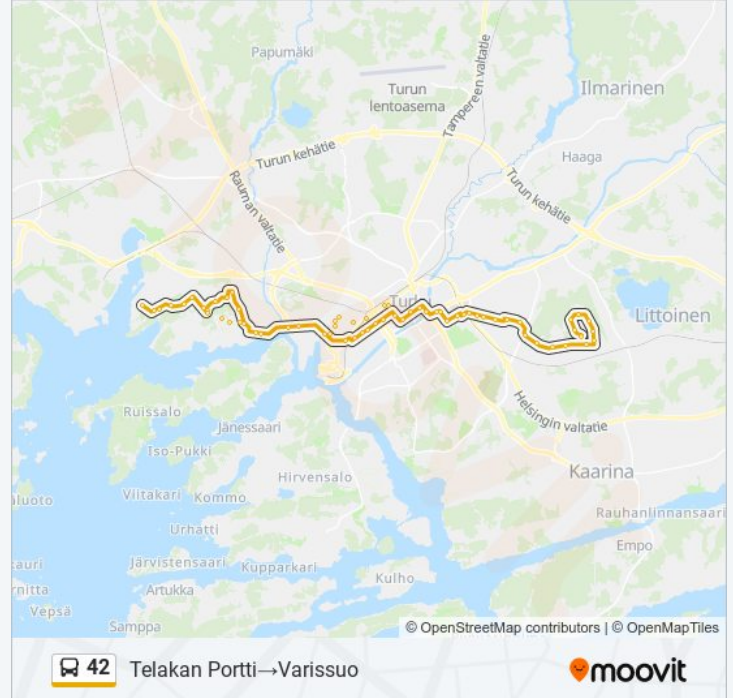 Papumäki
Turun
lentoasema
Tampereen valtatie
Ilmarinen
Turun kehätie
Haaga
Rauman valtatie
Turun kehätie
Littoinen
Ruissalo
Jänessaari
Iso-Pukki
Helsingin valtatie
Kaarina
Hirvensalo
Viitakari
Kommo
Rauhanlinnansaari
Urhatti
Empo
Järvistensaari
Kupparkari
Kulho
Artukka
Vepsä
Samppa
© OpenStreetMap contributors | © OpenMapTiles
42 Telakan Portti→Varissuo
moovit